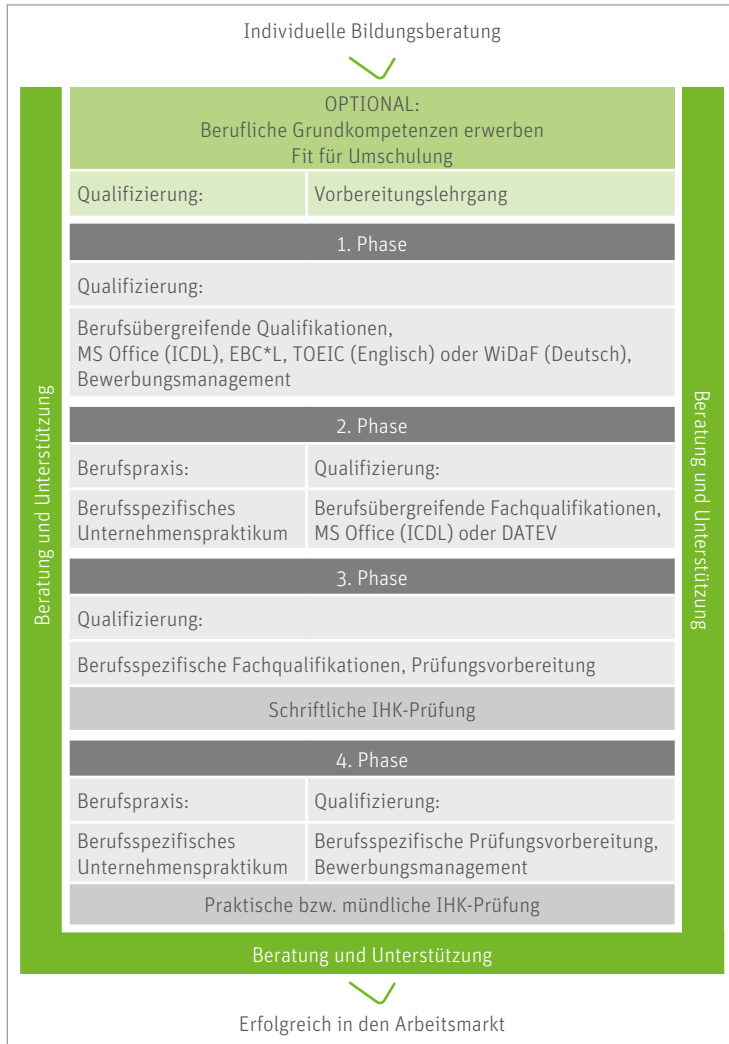 Individuelle Bildungsberatung
OPTIONAL:
Berufliche Grundkompetenzen erwerben
Fit für Umschulung
Qualifizierung:
Vorbereitungslehrgang
1. Phase
Qualifizierung:
Berufsübergreifende Qualifikationen,
MS Office (ICDL), EBC*L, TOEIC (Englisch) oder WiDaF (Deutsch),
Bewerbungsmanagement
2. Phase
Berufspraxis:
Qualifizierung:
Berufsspezifisches
Unternehmenspraktikum
Berufsübergreifende Fachqualifikationen,
MS Office (ICDL) oder DATEV
3. Phase
Qualifizierung:
Berufsspezifische Fachqualifikationen, Prüfungsvorbereitung
Schriftliche IHK-Prüfung
4. Phase
Berufspraxis:
Qualifizierung:
Berufsspezifisches
Unternehmenspraktikum
Berufsspezifische Prüfungsvorbereitung,
Bewerbungsmanagement
Praktische bzw. mündliche IHK-Prüfung
Beratung und Unterstützung
Beratung und Unterstützung
Beratung und Unterstützung
Erfolgreich in den Arbeitsmarkt